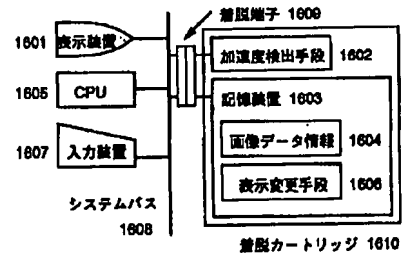 着脱端子 1609
1601 表示装置
加速度検出手段 1602
1605 CPU
記憶装置 1603
画像データ情報 1604
1607 入力装置
表示変更手段 1606
システムバス
1608
着脱カートリッジ 1610